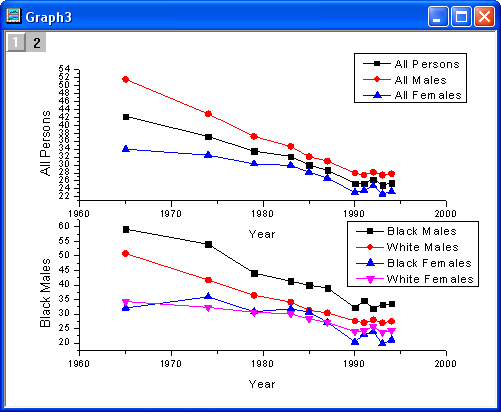 Graph3
1 2
All Persons
All Males
All Females
54
52
50
48
46
44
42
40
38
36
34
32
30
28
26
24
22
All Persons
1960 1970 1980 1990 2000
Year
Black Males
White Males
Black Females
White Females
60
55
50
45
40
35
30
25
20
Black Males
1960 1970 1980 1990 2000
Year